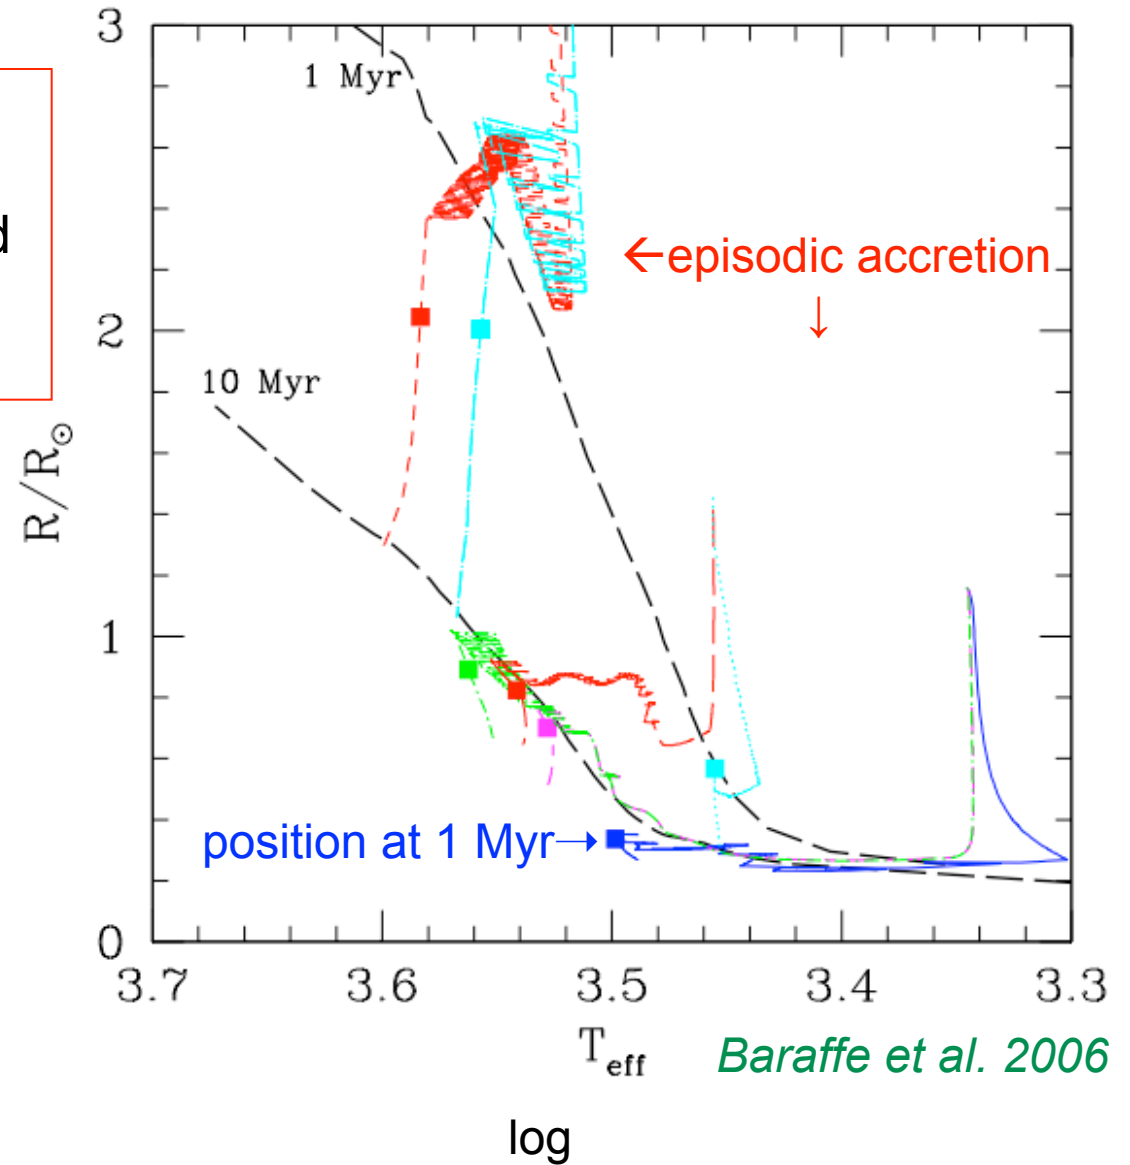 3
1 Myr
d
←episodic accretion
↓
2
10 Myr
R/R☉
1
position at 1 Myr→
0
3.7 3.6 3.5 3.4 3.3
T_eff
Baraffe et al. 2006
log